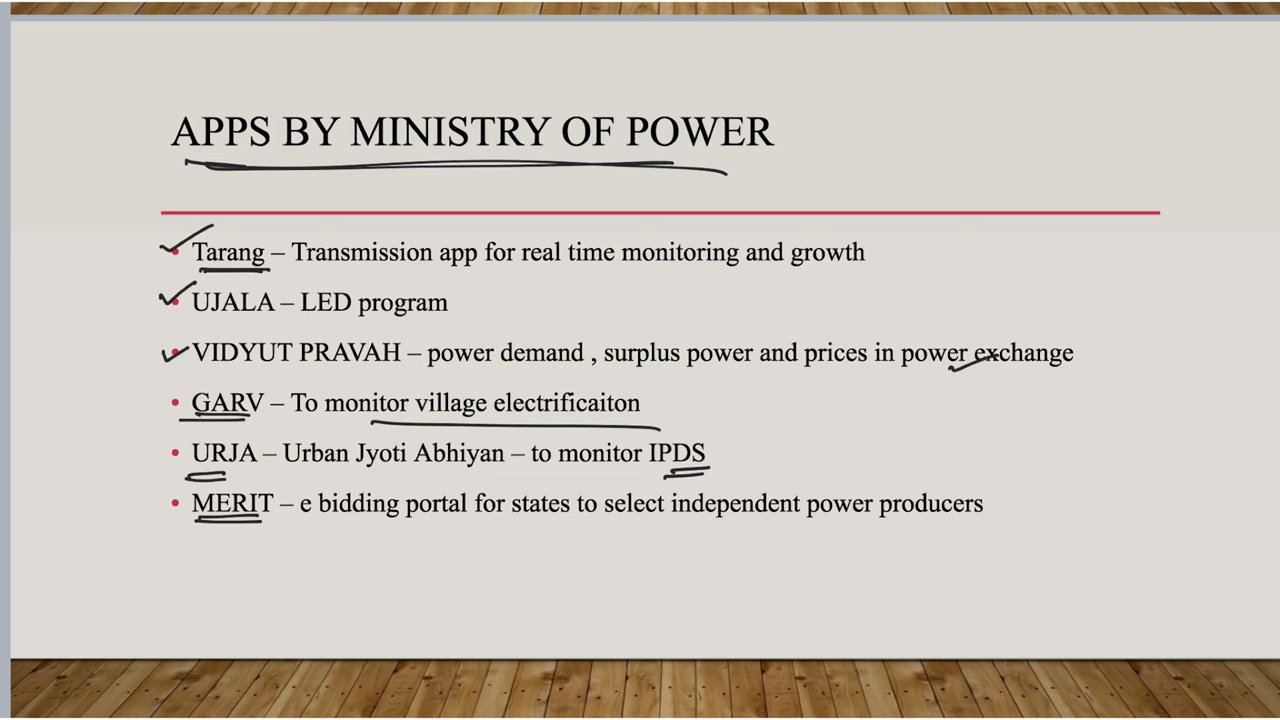 APPS BY MINISTRY OF POWER
• Tarang – Transmission app for real time monitoring and growth
• UJALA – LED program
• VIDYUT PRAVAH – power demand , surplus power and prices in power exchange
• GARV – To monitor village electrificaiton
• URJA – Urban Jyoti Abhiyan – to monitor IPDS
• MERIT – e bidding portal for states to select independent power producers